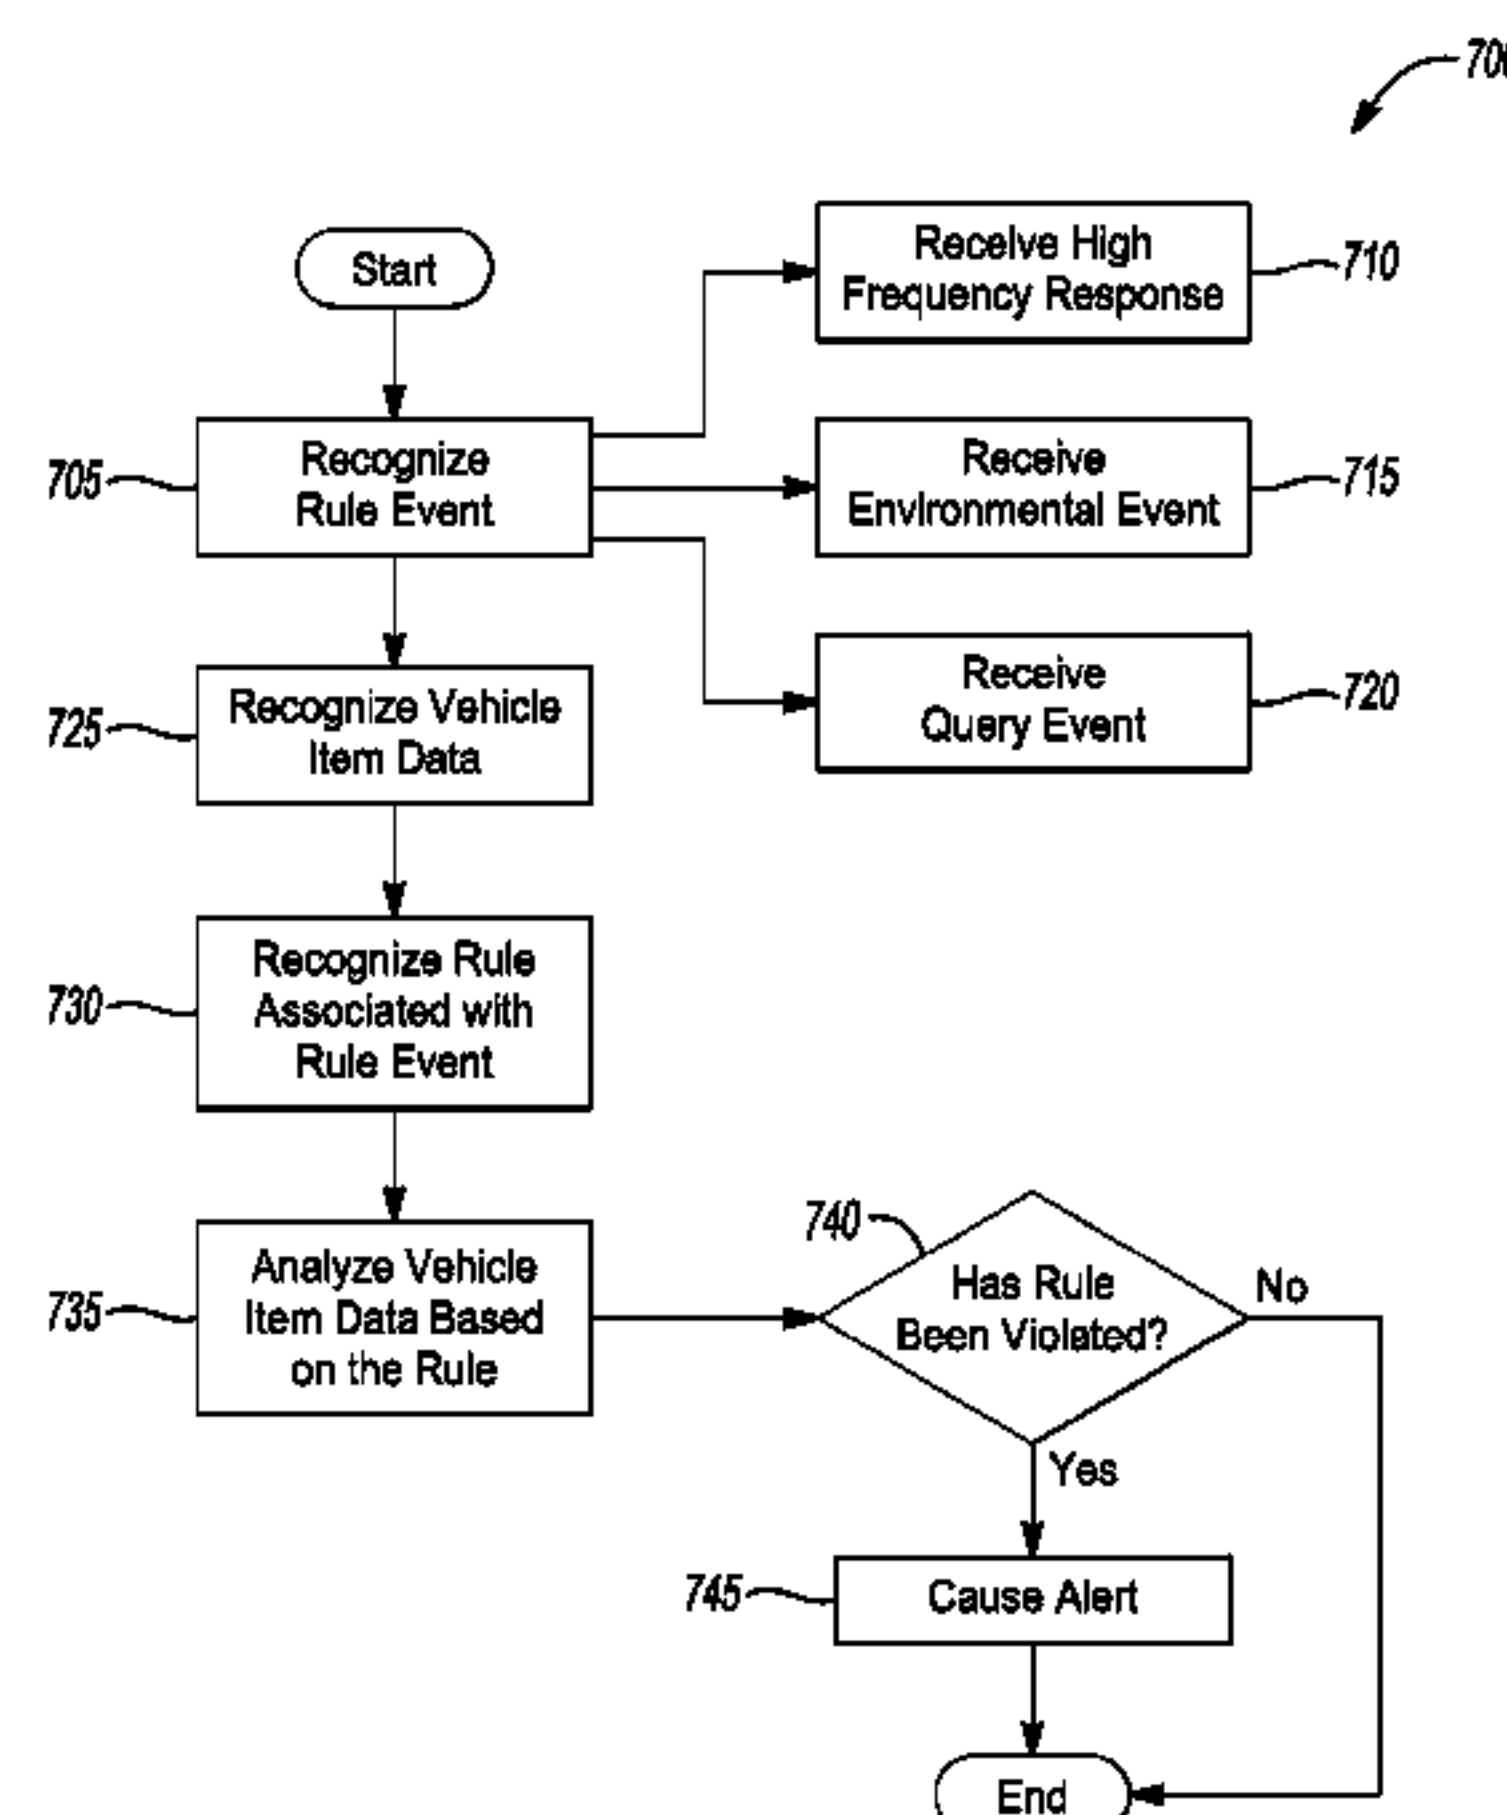 700
Start
Receive High
Frequency Response
710
705
Recognize
Rule Event
Receive
Environmental Event
715
725
Recognize Vehicle
Item Data
Receive
Query Event
720
730
Recognize Rule
Associated with
Rule Event
735
Analyze Vehicle
Item Data Based
on the Rule
740
Has Rule
Been Violated?
No
Yes
745
Cause Alert
End